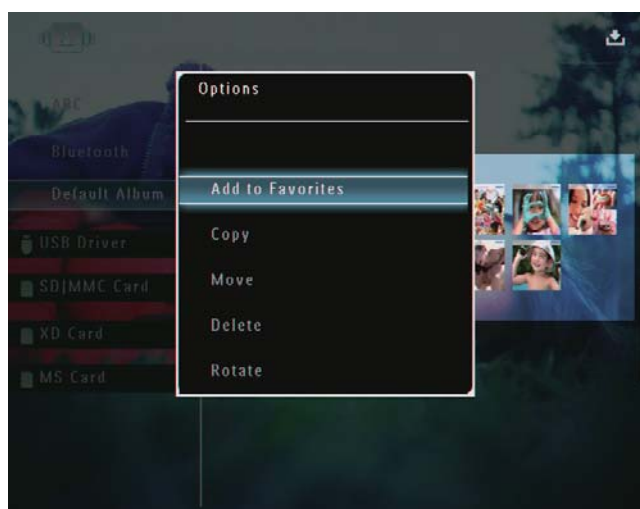 ABC
Bluetooth
Default Album
USB Driver
SD|MMC Card
XD Card
MS Card
Options
Add to Favorites
Copy
Move
Delete
Rotate